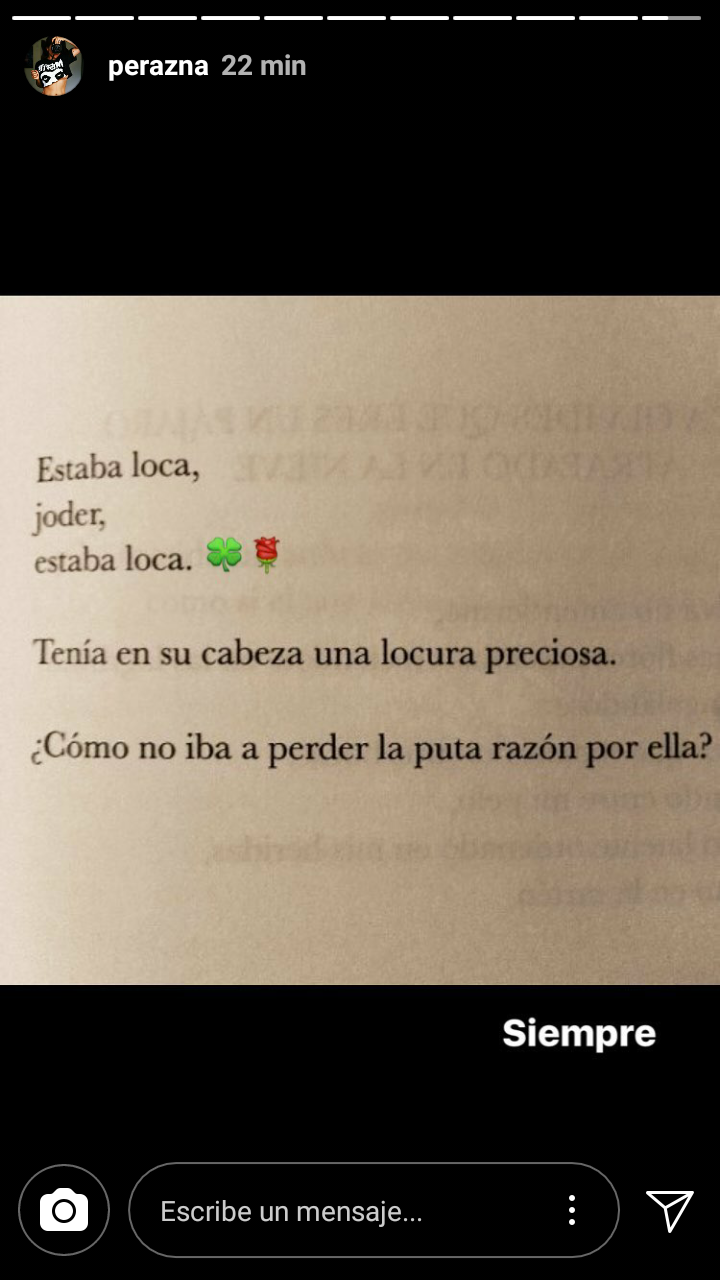 perazna 22 min
Estaba loca,
joder,
estaba loca. 🍀🌹
Tenía en su cabeza una locura preciosa.
¿Cómo no iba a perder la puta razón por ella?
Siempre
Escribe un mensaje...